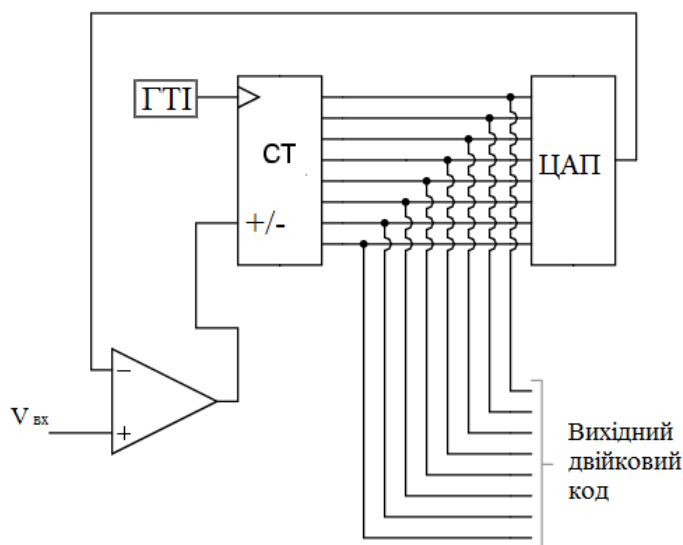 ГТІ
СТ
ЦАП
+/-
−
V вх
+
Вихідний
двійковий
код